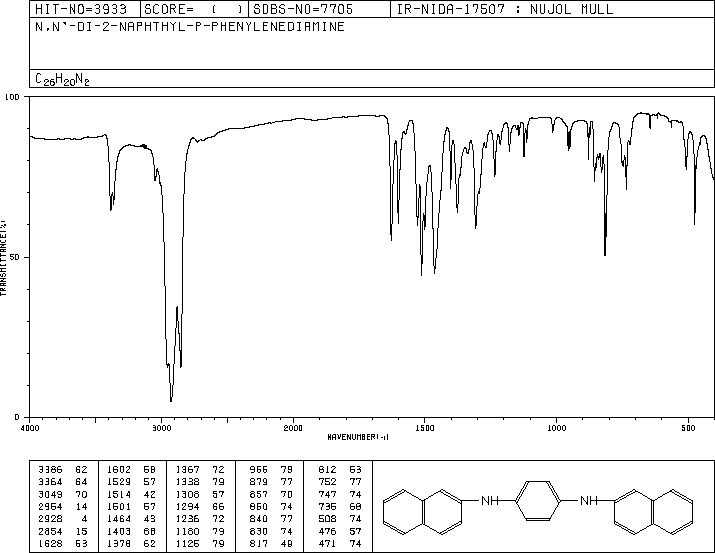 HIT-NO=3933 SCORE= ( ) SDBS-NO=7705 IR-NIDA-17507 : NUJOL MULL
N,N'-DI-2-NAPHTHYL-P-PHENYLENEDIAMINE
C26H20N2
100
50
0
TRANSMITTANCE(%)
4000 3000 2000 1500 1000 500
WAVENUMBER(-1)
3386 62 1602 58 1367 72 966 79 812 53
3364 64 1529 57 1338 79 879 77 752 77
3049 70 1514 42 1308 57 857 70 747 74
2954 14 1501 57 1294 66 850 74 735 68
2928 4 1464 43 1236 72 840 77 508 74
2854 15 1403 68 1180 79 830 74 476 57
1628 53 1378 62 1125 79 817 49 471 74
NH NH